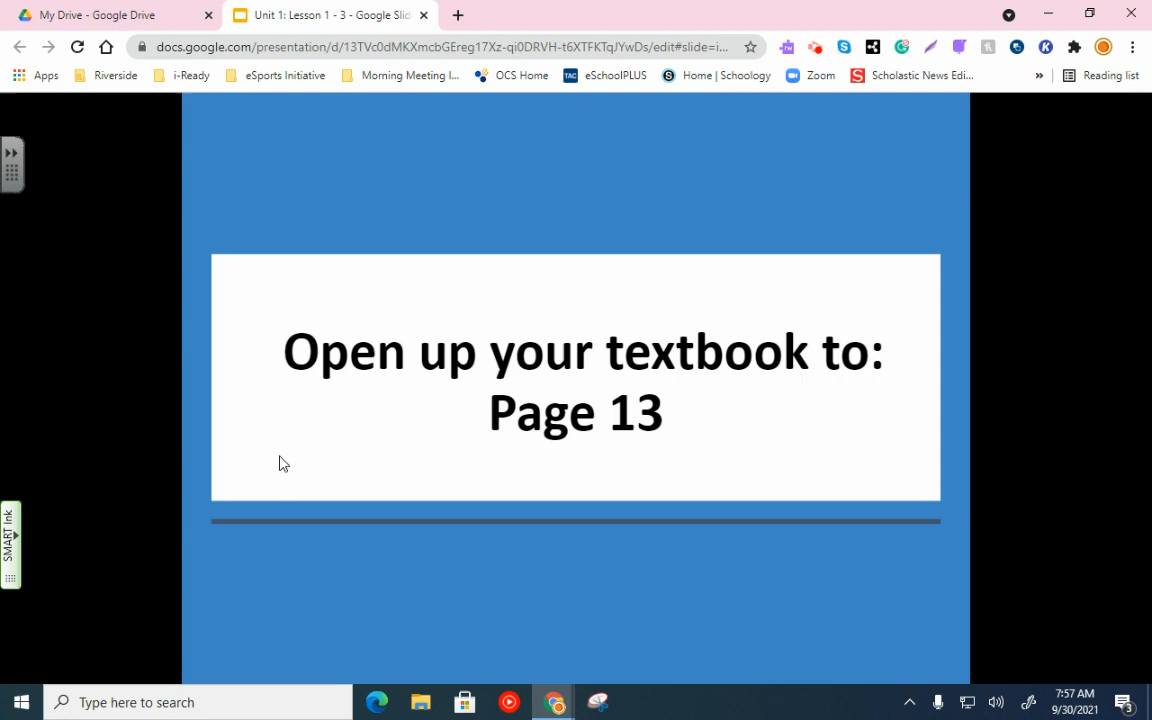 My Drive - Google Drive
Unit 1: Lesson 1 - 3 - Google Slid
docs.google.com/presentation/d/13TVc0dMKXmcbGEreg17Xz-qi0DRVH-t6XTFKTqJYwDs/edit#slide=i...
Apps Riverside i-Ready eSports Initiative Morning Meeting I... OCS Home TAC eSchoolPLUS Home | Schoology Zoom Scholastic News Edi... » Reading list
Open up your textbook to:
Page 13
SMART Ink
Type here to search
7:57 AM
9/30/2021
3